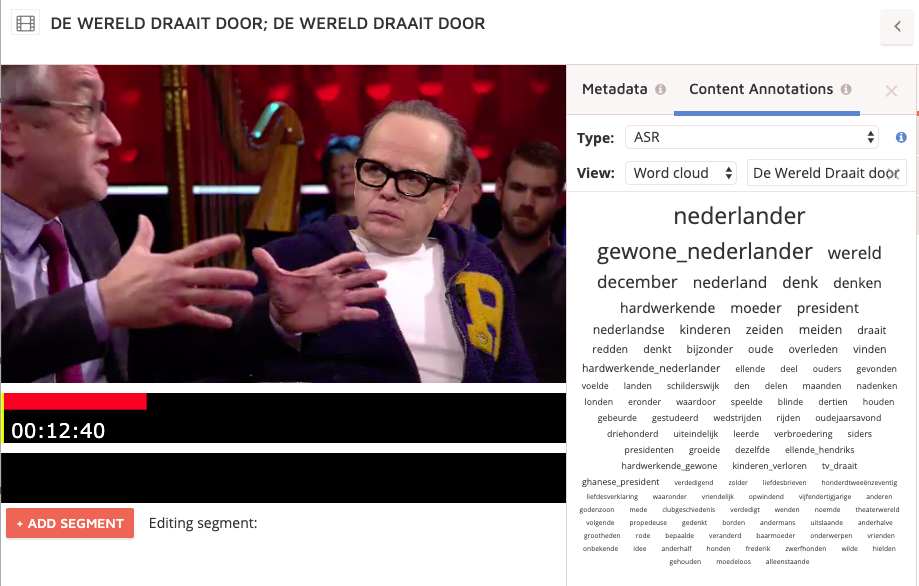 DE WERELD DRAAIT DOOR; DE WERELD DRAAIT DOOR
Metadata
Content Annotations
Type: ASR
View: Word cloud De Wereld Draait door
nederlander
gewone_nederlander wereld
december nederland denk denken
hardwerkende moeder president
nederlandse kinderen zeiden meiden draait
redden denkt bijzonder oude overleden vinden
hardwerkende_nederlander ellende deel ouders gevonden
voelde landen schilderswijk den delen maanden nadenken
londen eronder waardoor speelde blinde dertien houden
gebeurde gestudeerd wedstrijden rijden oudejaarsavond
driehonderd uiteindelijk leerde verbroedering siders
presidenten groeide dezelfde ellende_hendriks
hardwerkende_gewone kinderen_verloren tv_draait
ghanese_president verdedigend zolder liefdesbrieven honderdtweeënzeventig
liefdesverklaring waaronder vriendelijk opwindend vijfendertigjarige anderen
godenzoon mede clubgeschiedenis verdedigt wenden noemde theaterwereld
volgende propedeuse gedenkt borden andermans uitslaande anderhalve
grootheden rode bepaalde veranderd baarmoeder onderwerpen vrienden
onbekende idee anderhalf honden frederik zwerfhonden wilde hielden
gehouden moedeloos alleenstaande
00:12:40
+ ADD SEGMENT Editing segment: